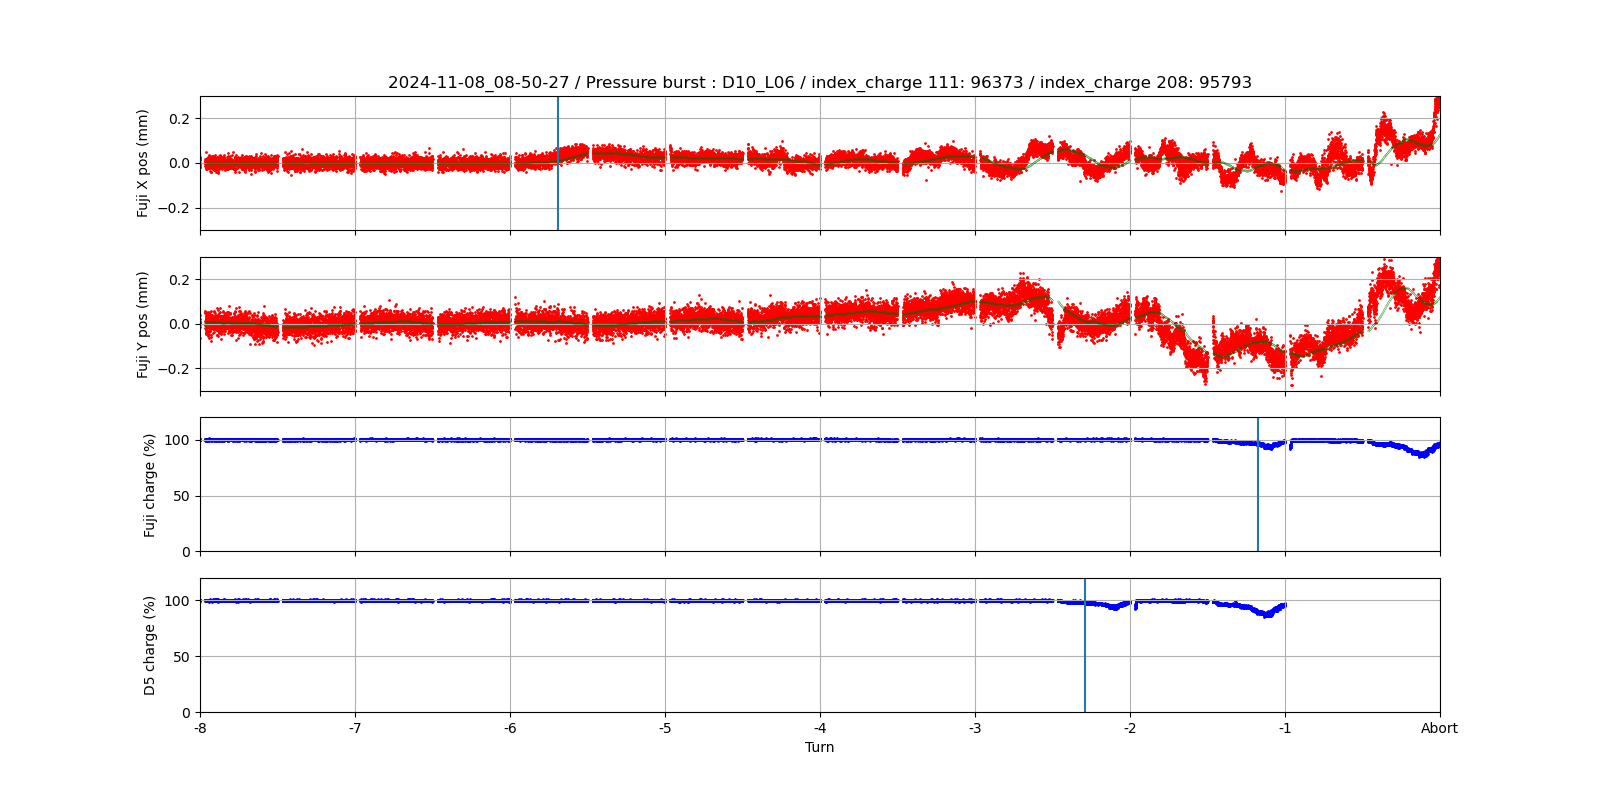 2024-11-08_08-50-27 / Pressure burst : D10_L06 / index_charge 111: 96373 / index_charge 208: 95793
Fuji X pos (mm)
0.2
0.0
−0.2
Fuji Y pos (mm)
0.2
0.0
−0.2
Fuji charge (%)
100
50
0
D5 charge (%)
100
50
0
-8 -7 -6 -5 -4 -3 -2 -1 Abort
Turn